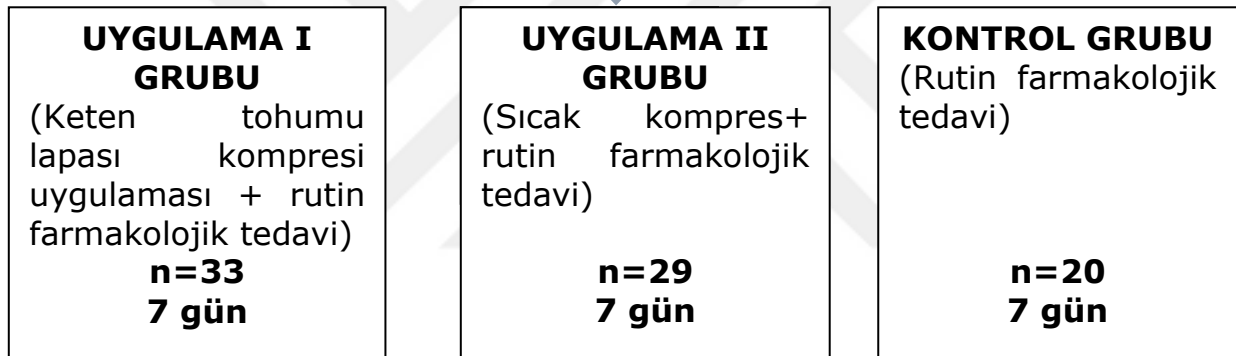 UYGULAMA I
GRUBU
(Keten tohumu
lapası kompresi
uygulaması + rutin
farmakolojik tedavi)
n=33
7 gün
UYGULAMA II
GRUBU
(Sıcak kompres+
rutin farmakolojik
tedavi)
n=29
7 gün
KONTROL GRUBU
(Rutin farmakolojik
tedavi)
n=20
7 gün